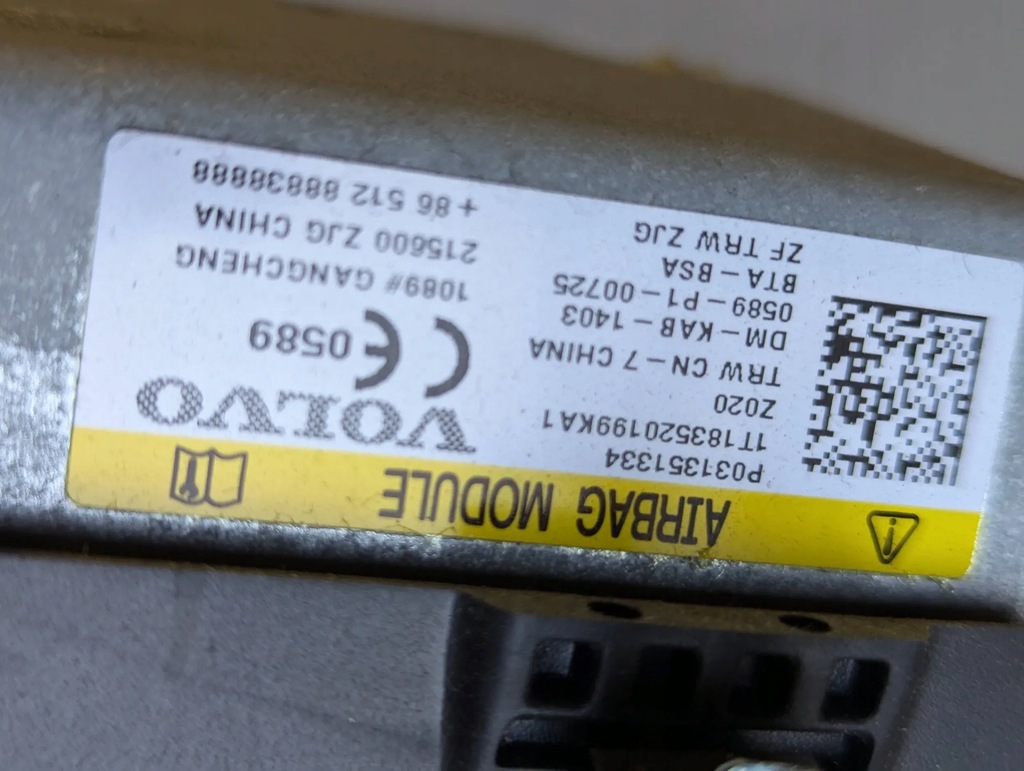 AIRBAG MODULE
P031351334
1T183520199KA1
Z020
TRW CN-7 CHINA
DM-KAB-1403
0589-P1-00725
BTA-BSA
ZF TRW ZJG
VOLVO
CE 0589
1089# GANGCHENG
215600 ZJG CHINA
+86 512 88838888